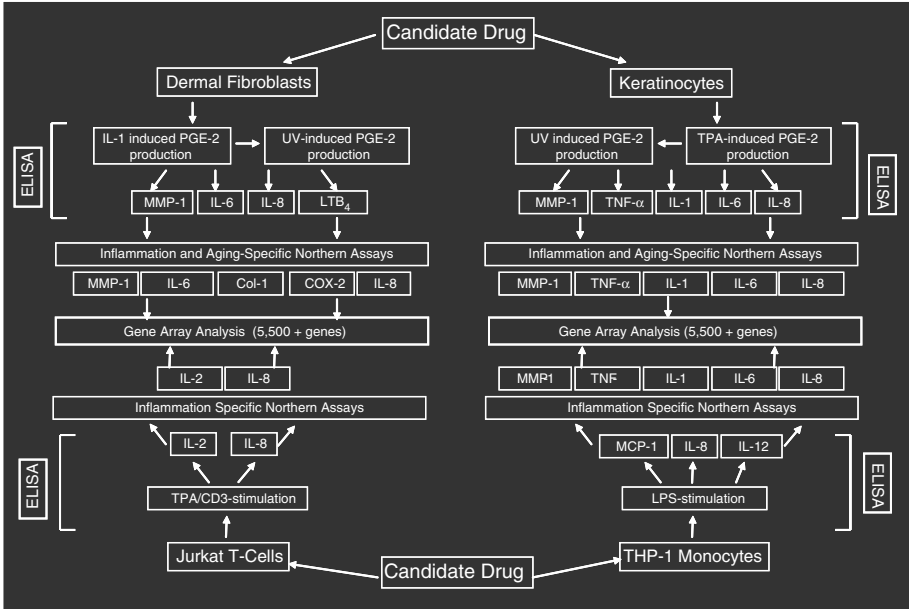 Candidate Drug
Dermal Fibroblasts
Keratinocytes
ELISA
IL-1 induced PGE-2
production
UV-induced PGE-2
production
UV induced PGE-2
production
TPA-induced PGE-2
production
ELISA
MMP-1
IL-6
IL-8
LTB4
MMP-1
TNF-α
IL-1
IL-6
IL-8
Inflammation and Aging-Specific Northern Assays
Inflammation and Aging-Specific Northern Assays
MMP-1
IL-6
Col-1
COX-2
IL-8
MMP-1
TNF-α
IL-1
IL-6
IL-8
Gene Array Analysis (5,500 + genes)
Gene Array Analysis (5,500 + genes)
IL-2
IL-8
MMP-1
TNF-
IL-1
IL-6
IL-8
Inflammation Specific Northern Assays
Inflammation Specific Northern Assays
ELISA
IL-2
IL-8
MCP-1
IL-8
IL-12
ELISA
TPA/CD3-stimulation
LPS-stimulation
Jurkat T-Cells
Candidate Drug
THP-1 Monocytes